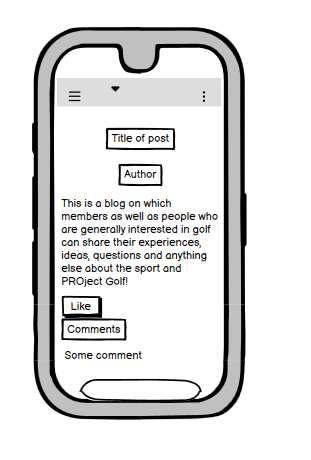 Title of post
Author
This is a blog on which
members as well as people who
are generally interested in golf
can share their experiences,
ideas, questions and anything
else about the sport and
PROject Golf!
Like
Comments
Some comment